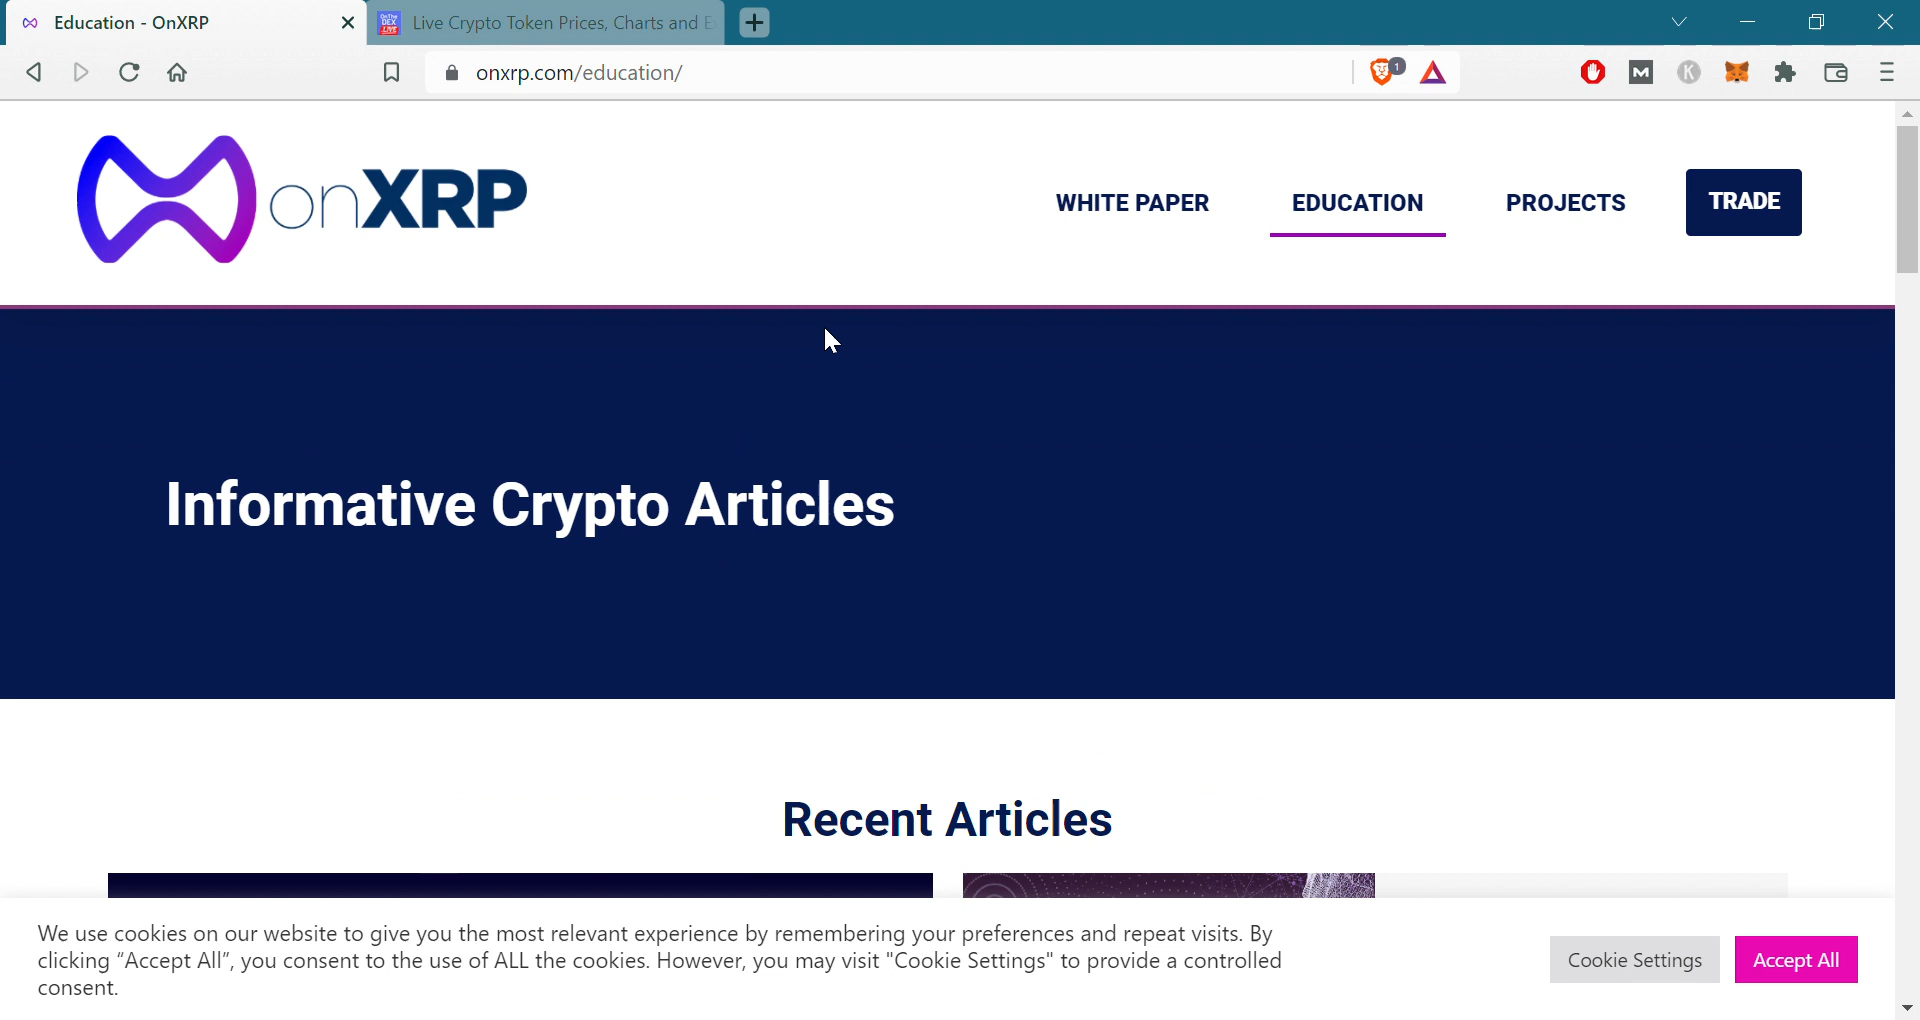 Education - OnXRP
Live Crypto Token Prices, Charts and
onxrp.com/education/
1
onXRP
WHITE PAPER
EDUCATION
PROJECTS
TRADE
Informative Crypto Articles
Recent Articles
We use cookies on our website to give you the most relevant experience by remembering your preferences and repeat visits. By
clicking “Accept All”, you consent to the use of ALL the cookies. However, you may visit "Cookie Settings" to provide a controlled
consent.
Cookie Settings
Accept All